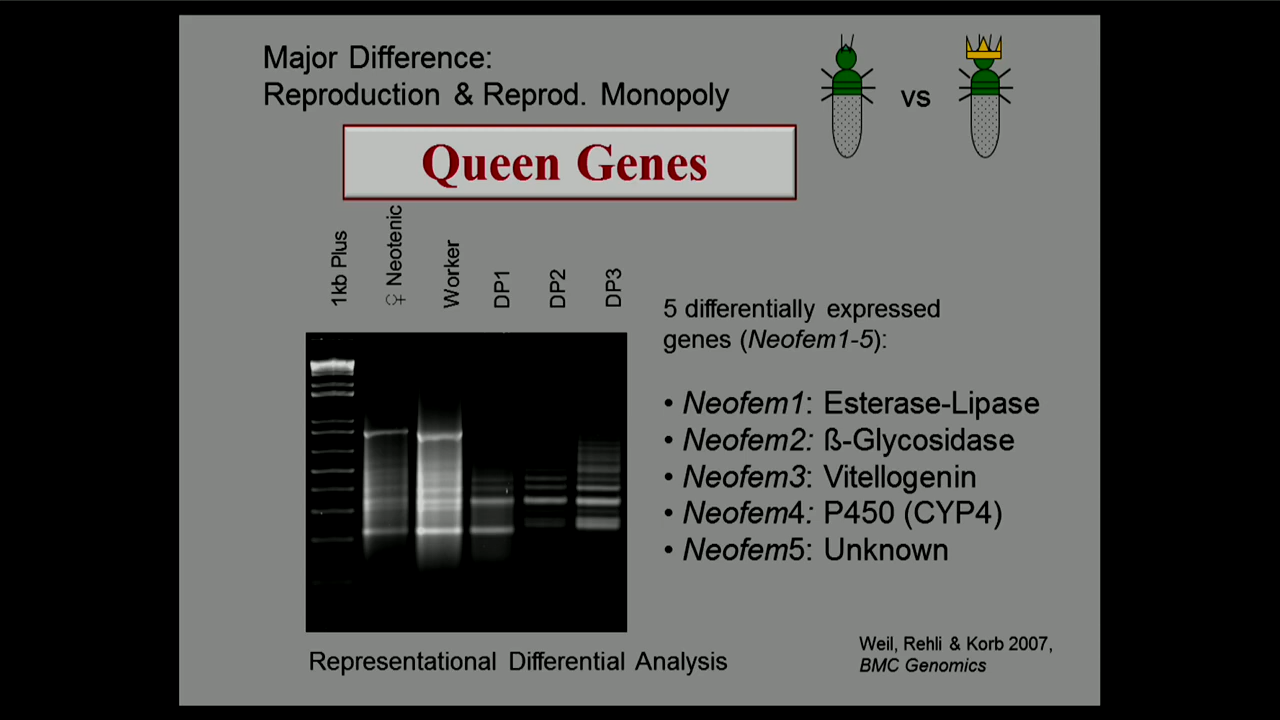 Major Difference:
Reproduction & Reprod. Monopoly
vs
Queen Genes
1kb Plus
♀ Neotenic
Worker
DP1
DP2
DP3
5 differentially expressed
genes (Neofem1-5):
• Neofem1: Esterase-Lipase
• Neofem2: ß-Glycosidase
• Neofem3: Vitellogenin
• Neofem4: P450 (CYP4)
• Neofem5: Unknown
Representational Differential Analysis
Weil, Rehli & Korb 2007,
BMC Genomics